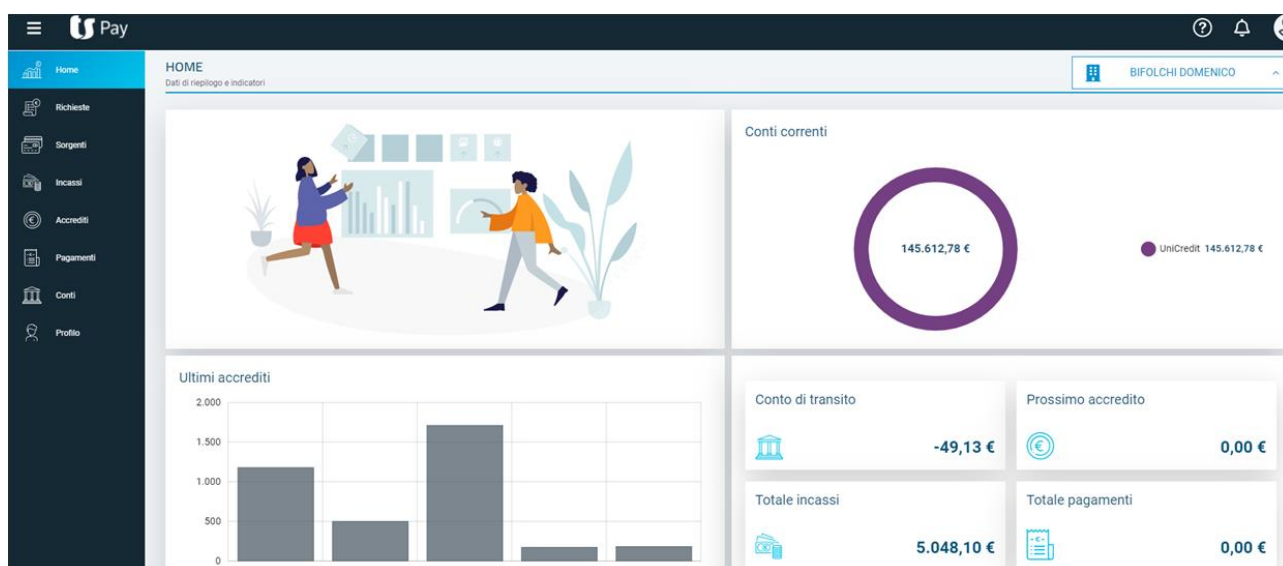 TS Pay
Home
Richieste
Sorgenti
Incassi
Accrediti
Pagamenti
Conti
Profilo
HOME
Dati di riepilogo e indicatori
BIFOLCHI DOMENICO
Conti correnti
145.612,78 €
UniCredit 145.612,78 €
Ultimi accrediti
2.000
1.500
1.000
500
0
Conto di transito
-49,13 €
Prossimo accredito
0,00 €
Totale incassi
5.048,10 €
Totale pagamenti
0,00 €